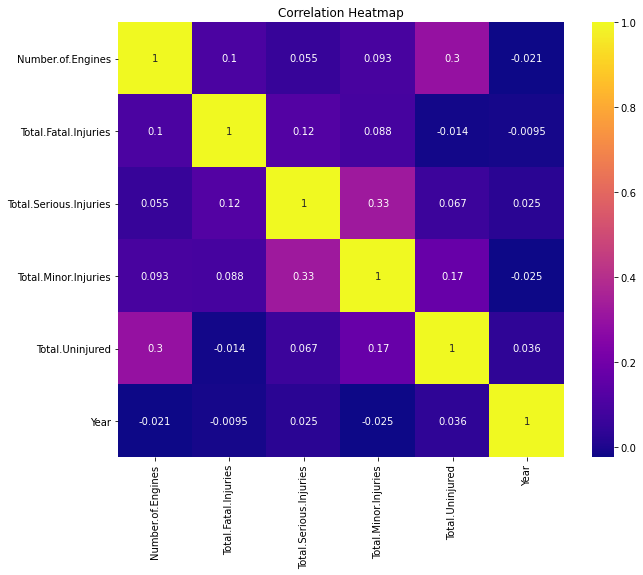 Correlation Heatmap
Number.of.Engines 1 0.1 0.055 0.093 0.3 -0.021
Total.Fatal.Injuries 0.1 1 0.12 0.088 -0.014 -0.0095
Total.Serious.Injuries 0.055 0.12 1 0.33 0.067 0.025
Total.Minor.Injuries 0.093 0.088 0.33 1 0.17 -0.025
Total.Uninjured 0.3 -0.014 0.067 0.17 1 0.036
Year -0.021 -0.0095 0.025 -0.025 0.036 1
Number.of.Engines
Total.Fatal.Injuries
Total.Serious.Injuries
Total.Minor.Injuries
Total.Uninjured
Year
1.0
0.8
0.6
0.4
0.2
0.0